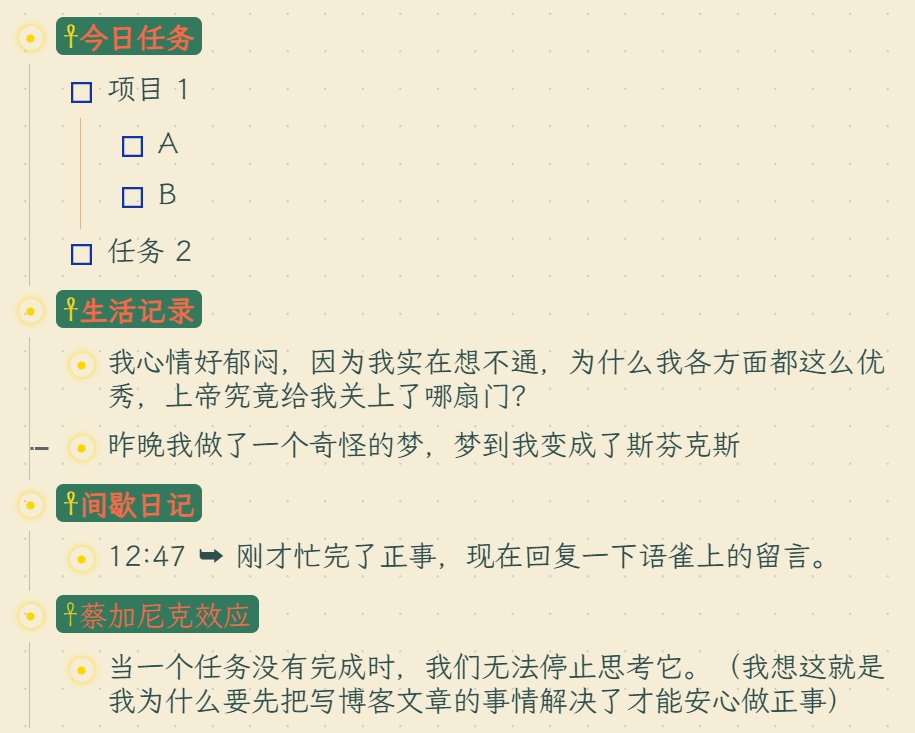 ☥今日任务
项目 1
A
B
任务 2
☥生活记录
我心情好郁闷，因为我实在想不通，为什么我各方面都这么优
秀，上帝究竟给我关上了哪扇门？
昨晚我做了一个奇怪的梦，梦到我变成了斯芬克斯
☥间歇日记
12:47 ➥ 刚才忙完了正事，现在回复一下语雀上的留言。
☥蔡加尼克效应
当一个任务没有完成时，我们无法停止思考它。（我想这就是
我为什么要先把写博客文章的事情解决了才能安心做正事）